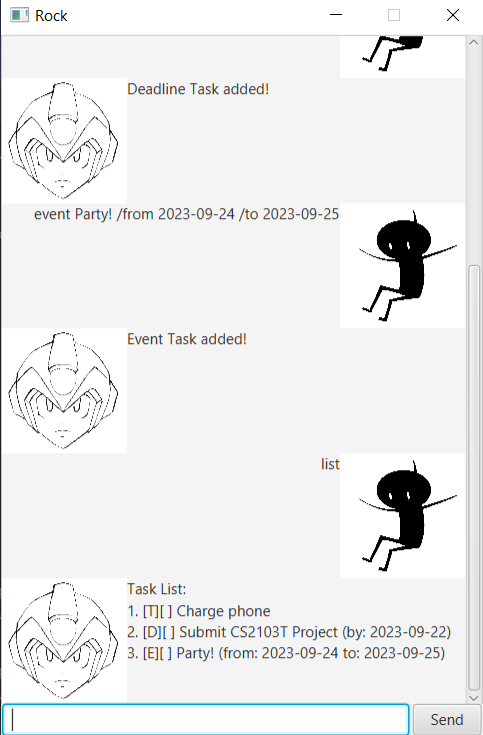 Rock
Deadline Task added!
event Party! /from 2023-09-24 /to 2023-09-25
Event Task added!
list
Task List:
1. [T][ ] Charge phone
2. [D][ ] Submit CS2103T Project (by: 2023-09-22)
3. [E][ ] Party! (from: 2023-09-24 to: 2023-09-25)
Send